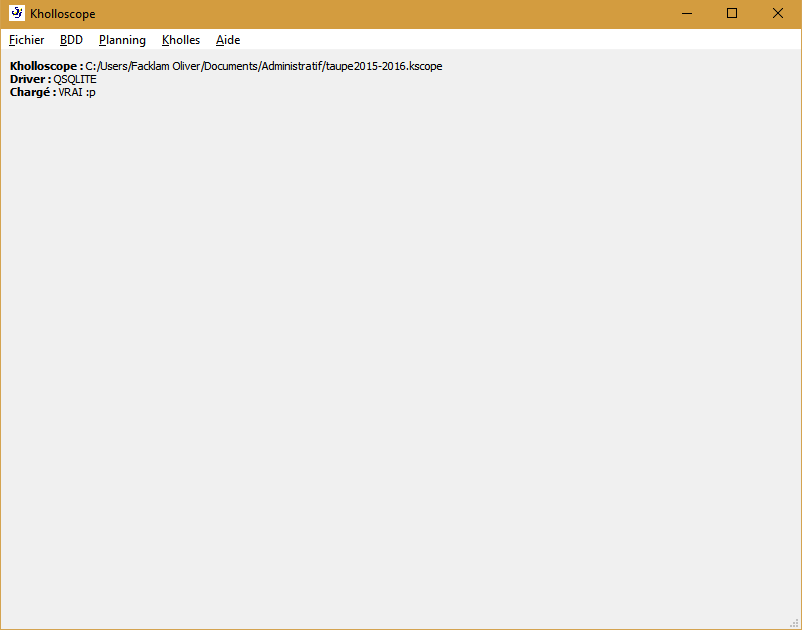 Kholloscope
Fichier BDD Planning Kholles Aide
Kholloscope : C:/Users/Facklam Oliver/Documents/Administratif/taupe2015-2016.kscope
Driver : QSQLITE
Chargé : VRAI :p